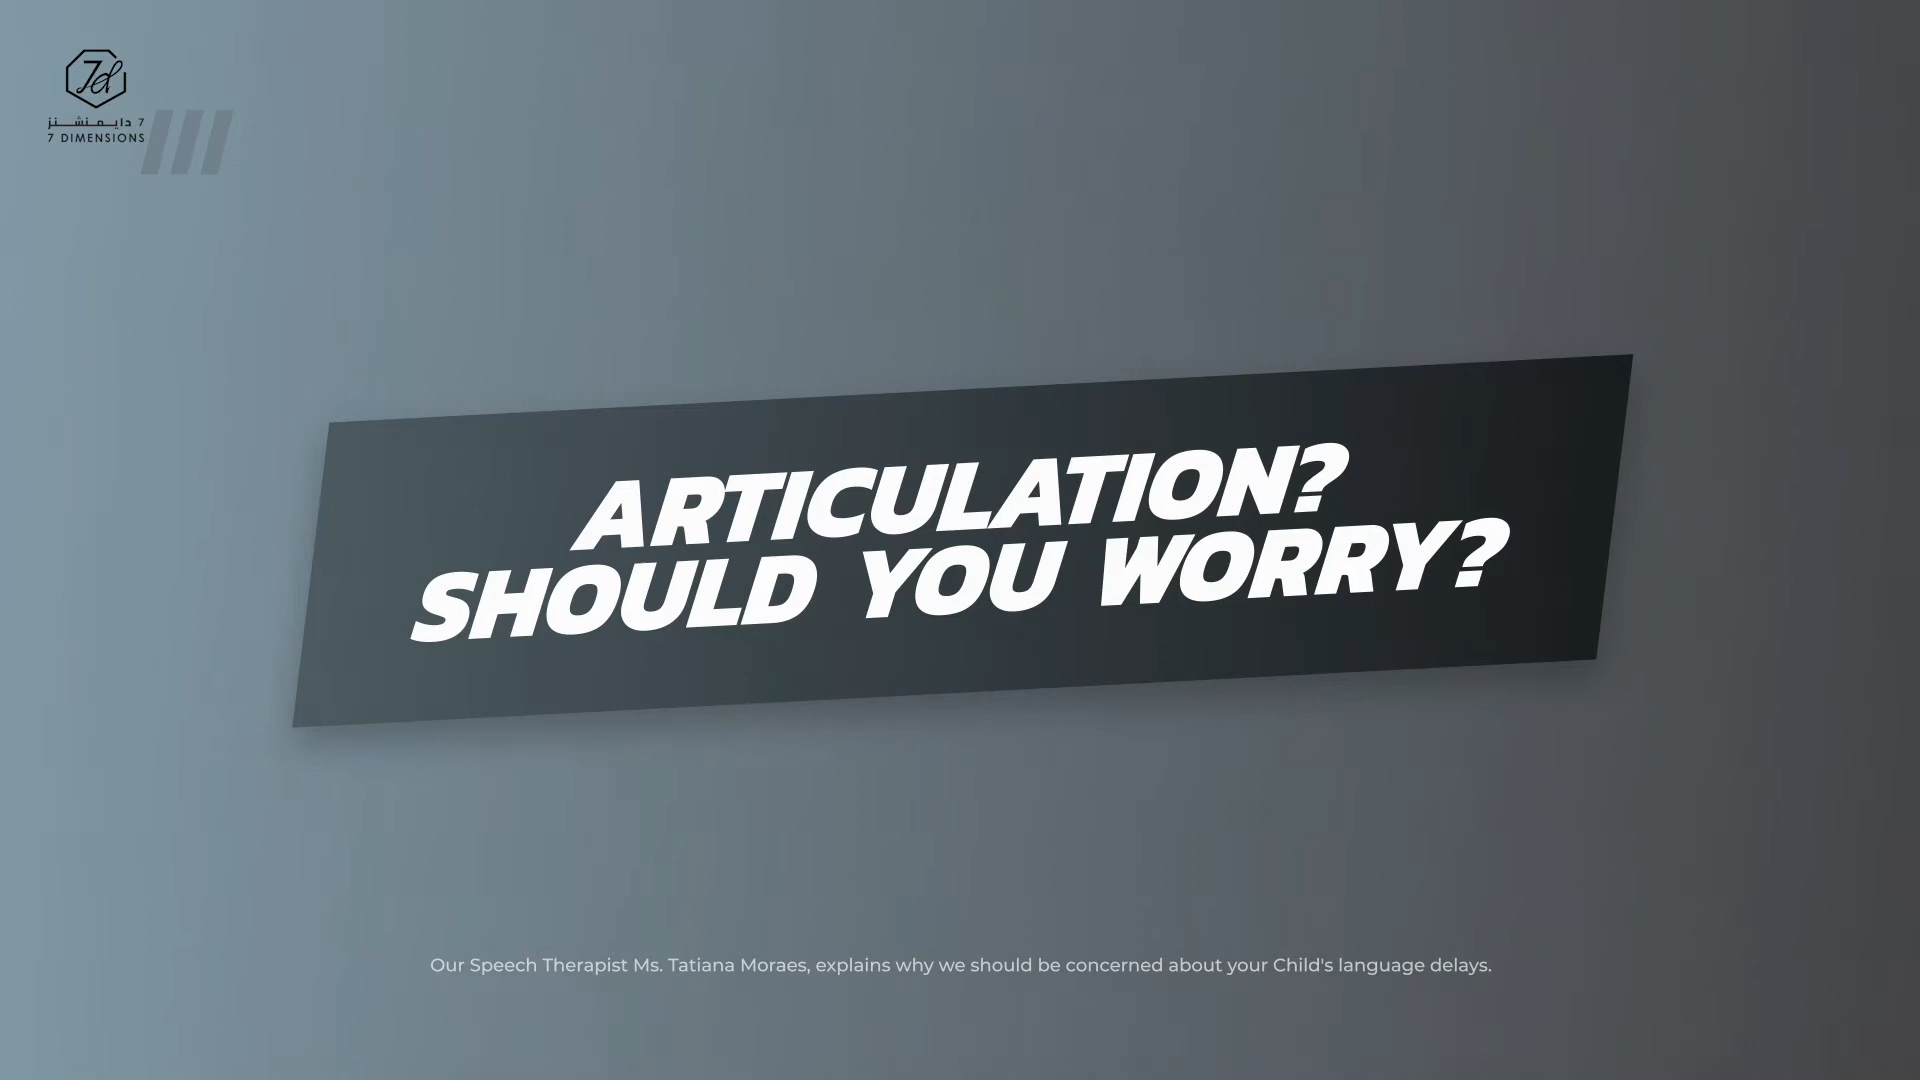 7d
7 دايمنشنز
7 DIMENSIONS
ARTICULATION?
SHOULD YOU WORRY?
Our Speech Therapist Ms. Tatiana Moraes, explains why we should be concerned about your Child's language delays.